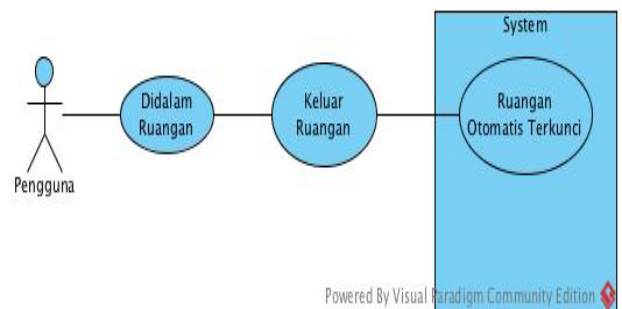 System
Didalam
Ruangan
Keluar
Ruangan
Ruangan
Otomatis Terkunci
Pengguna
Powered By Visual Paradigm Community Edition